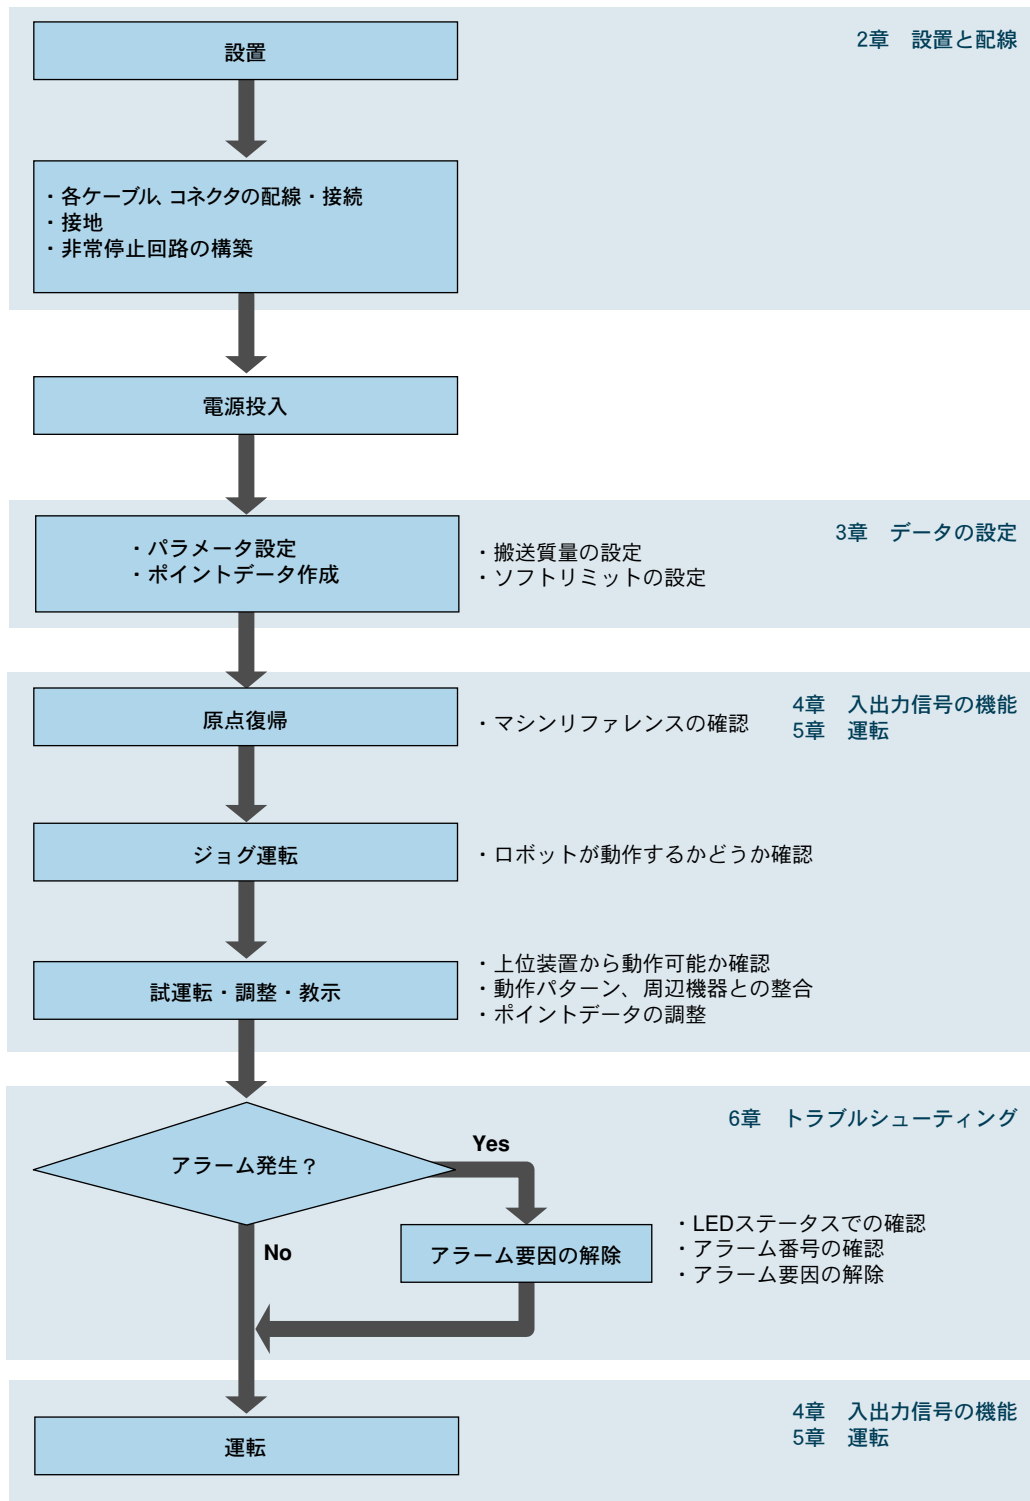 2章　設置と配線
設置
・各ケーブル、コネクタの配線・接続
・接地
・非常停止回路の構築
電源投入
3章　データの設定
・パラメータ設定
・ポイントデータ作成
・搬送質量の設定
・ソフトリミットの設定
4章　入出力信号の機能
5章　運転
原点復帰
・マシンリファレンスの確認
ジョグ運転
・ロボットが動作するかどうか確認
試運転・調整・教示
・上位装置から動作可能か確認
・動作パターン、周辺機器との整合
・ポイントデータの調整
6章　トラブルシューティング
アラーム発生？
Yes
No
アラーム要因の解除
・LEDステータスでの確認
・アラーム番号の確認
・アラーム要因の解除
4章　入出力信号の機能
5章　運転
運転